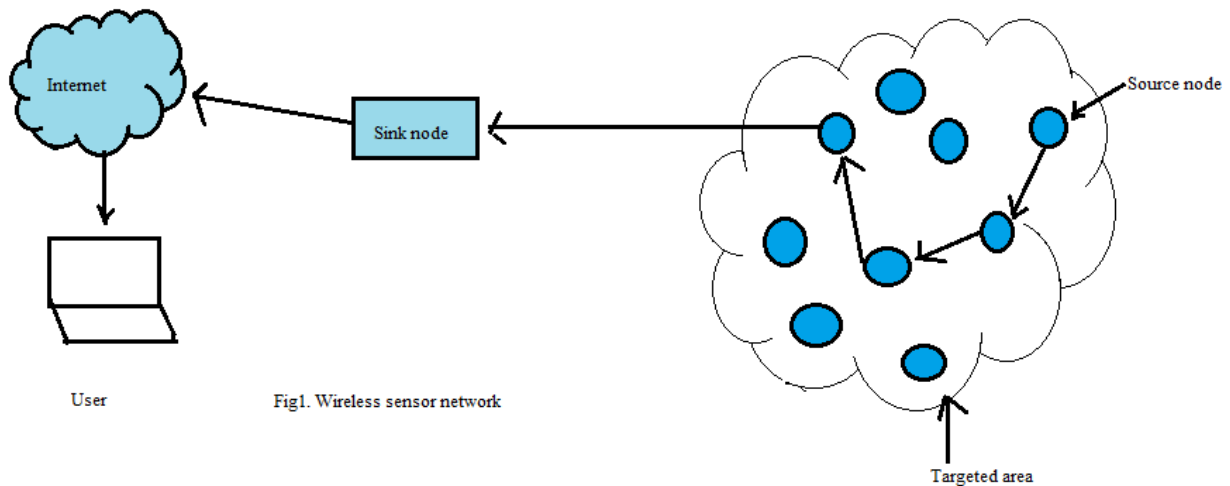 Internet
Sink node
Source node
User
Fig1. Wireless sensor network
Targeted area